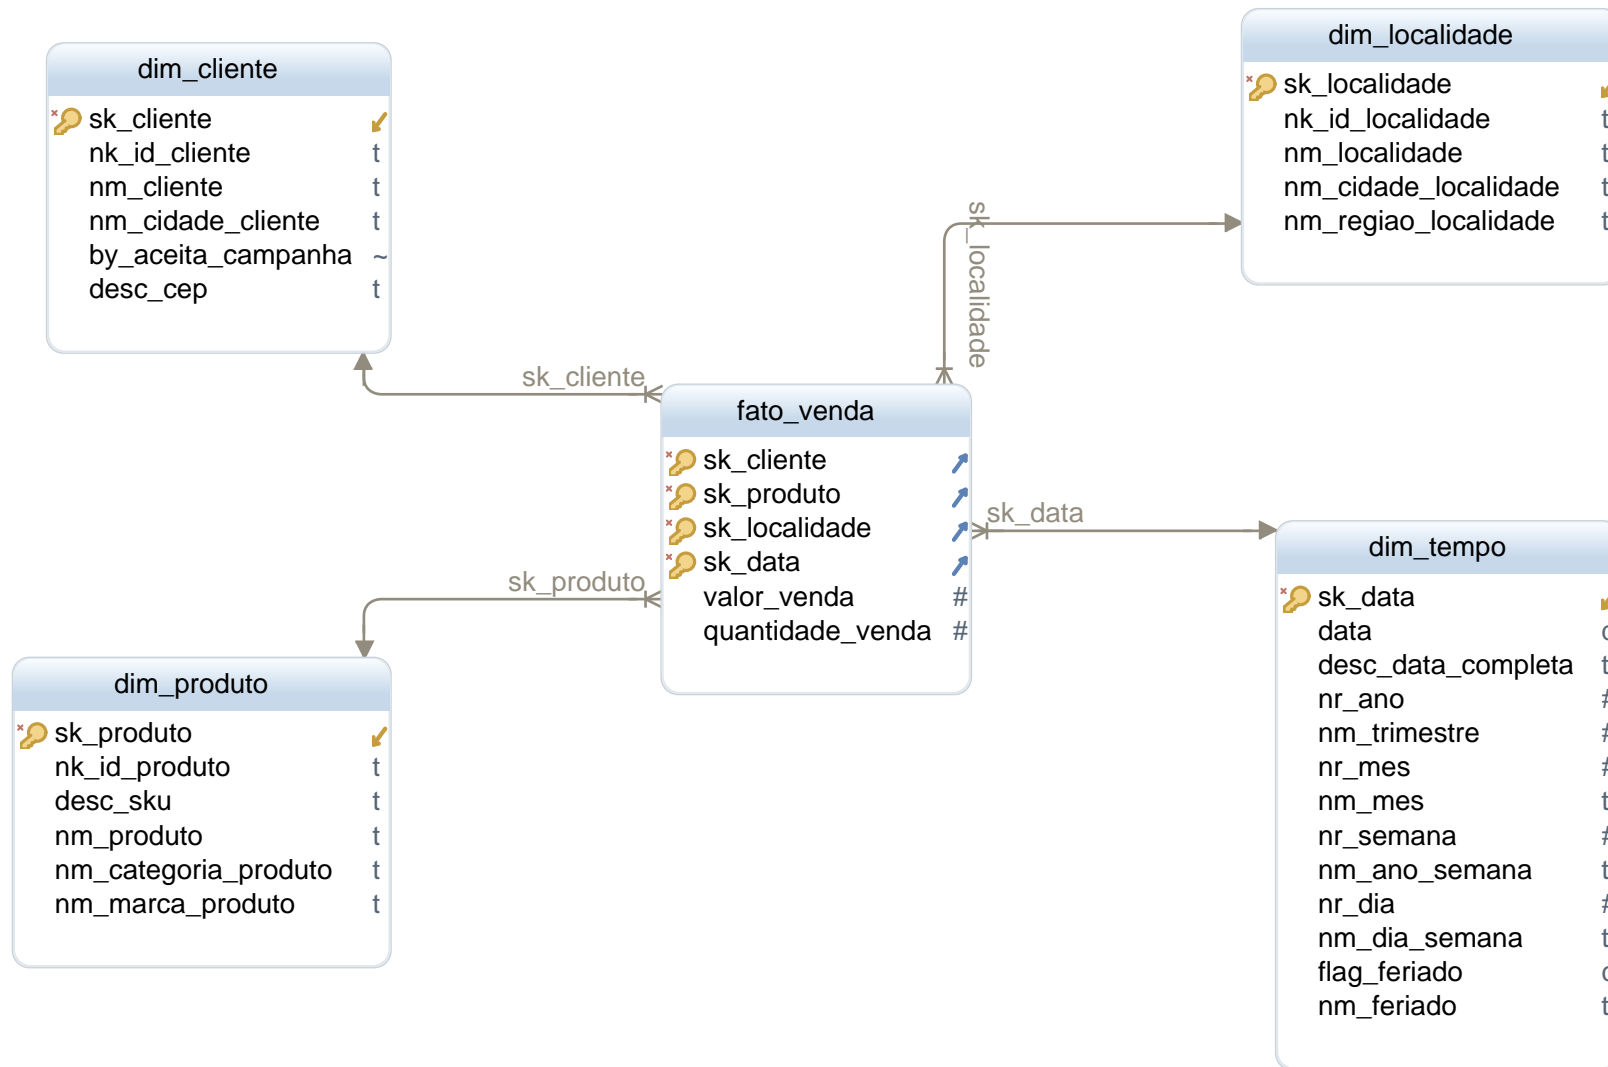 dim_cliente
sk_cliente
nk_id_cliente t
nm_cliente t
nm_cidade_cliente t
by_aceita_campanha ~
desc_cep t
dim_localidade
sk_localidade
nk_id_localidade t
nm_localidade t
nm_cidade_localidade t
nm_regiao_localidade t
sk_localidade
sk_cliente
fato_venda
sk_cliente
sk_produto
sk_localidade
sk_data
valor_venda #
quantidade_venda #
sk_data
sk_produto
dim_produto
sk_produto
nk_id_produto t
desc_sku t
nm_produto t
nm_categoria_produto t
nm_marca_produto t
dim_tempo
sk_data
data
desc_data_completa t
nr_ano #
nm_trimestre #
nr_mes #
nm_mes t
nr_semana #
nm_ano_semana t
nr_dia #
nm_dia_semana t
flag_feriado
nm_feriado t